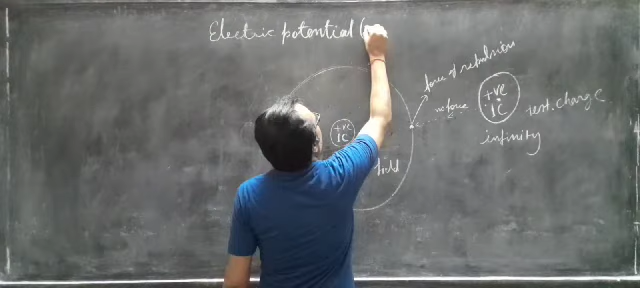 Electric potential (
force of repulsion
+ve
1C
no force
+ve
1C
test charge
infinity
field